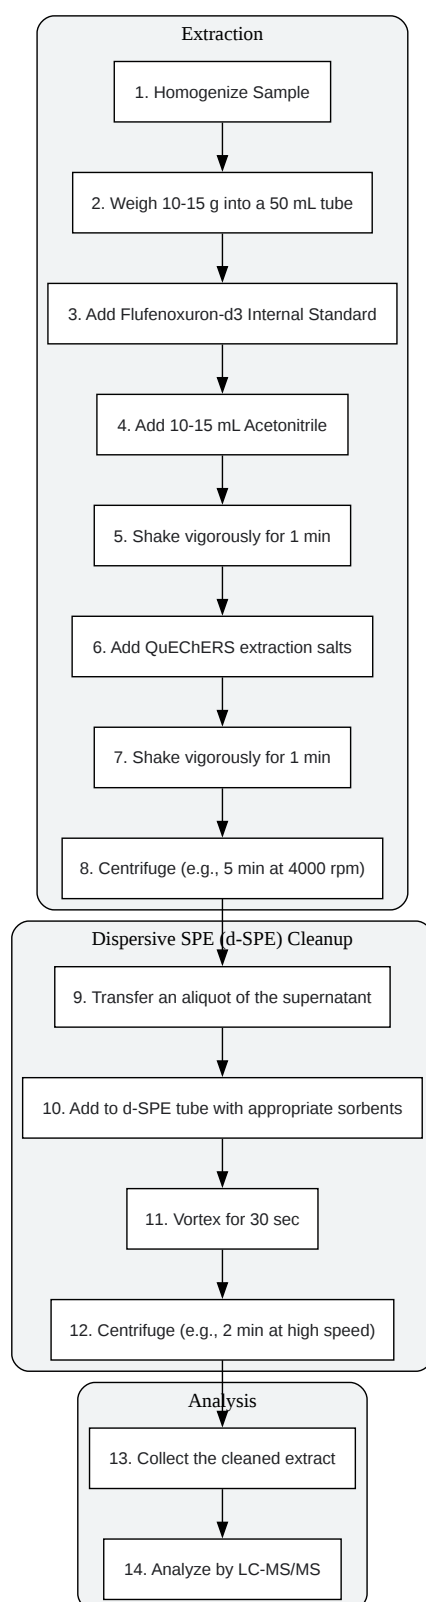 Extraction
1. Homogenize Sample
2. Weigh 10-15 g into a 50 mL tube
3. Add Flufenoxuron-d3 Internal Standard
4. Add 10-15 mL Acetonitrile
5. Shake vigorously for 1 min
6. Add QuEChERS extraction salts
7. Shake vigorously for 1 min
8. Centrifuge (e.g., 5 min at 4000 rpm)
Dispersive SPE (d-SPE) Cleanup
9. Transfer an aliquot of the supernatant
10. Add to d-SPE tube with appropriate sorbents
11. Vortex for 30 sec
12. Centrifuge (e.g., 2 min at high speed)
Analysis
13. Collect the cleaned extract
14. Analyze by LC-MS/MS